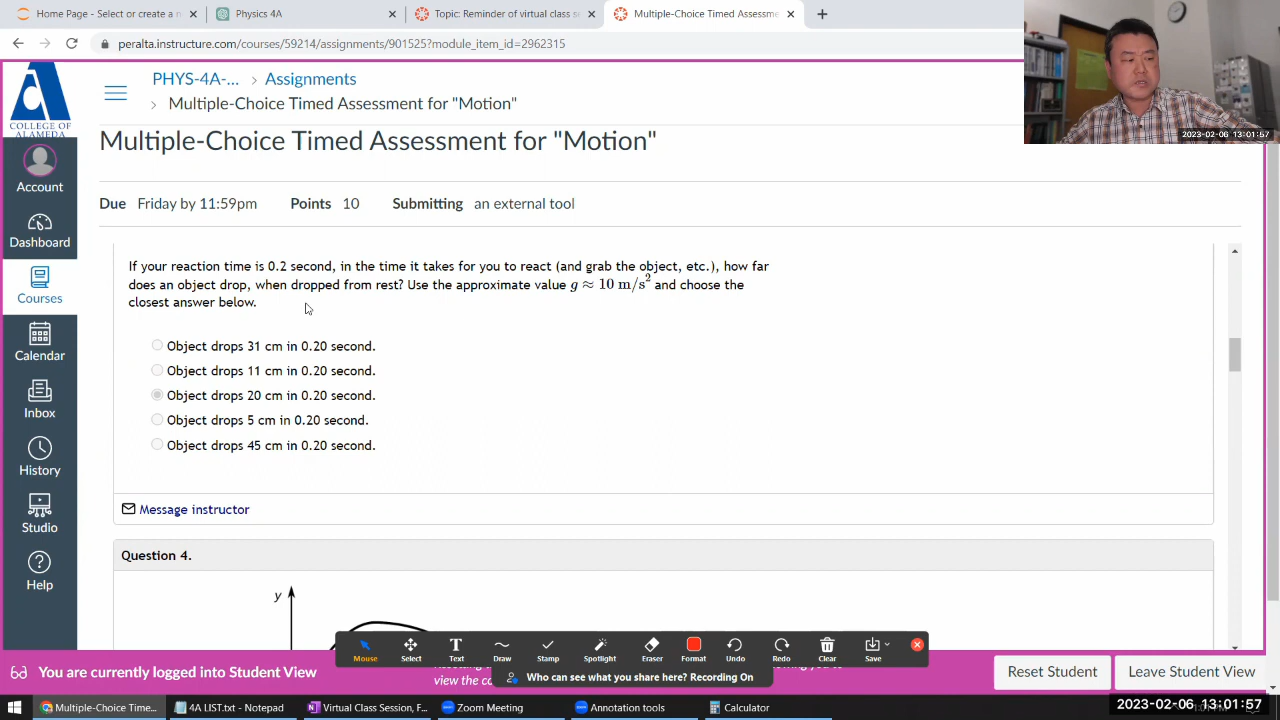 Home Page - Select or create a n
Physics 4A
Topic: Reminder of virtual class s
Multiple-Choice Timed Assessme
peralta.instructure.com/courses/59214/assignments/901525?module_item_id=2962315
2023-02-06 13:01:57
COLLEGE OF
ALAMEDA
PHYS-4A-... > Assignments
> Multiple-Choice Timed Assessment for "Motion"
Multiple-Choice Timed Assessment for "Motion"
Due Friday by 11:59pm Points 10 Submitting an external tool
Account
Dashboard
Courses
Calendar
Inbox
History
Studio
Help
If your reaction time is 0.2 second, in the time it takes for you to react (and grab the object, etc.), how far
does an object drop, when dropped from rest? Use the approximate value g ≈ 10 m/s² and choose the
closest answer below.
Object drops 31 cm in 0.20 second.
Object drops 11 cm in 0.20 second.
Object drops 20 cm in 0.20 second.
Object drops 5 cm in 0.20 second.
Object drops 45 cm in 0.20 second.
Message instructor
Question 4.
y
Mouse Select Text Draw Stamp Spotlight Eraser Format Undo Redo Clear Save
Who can see what you share here? Recording On
You are currently logged into Student View
view the co
Reset Student
Leave Student View
Multiple-Choice Time...
4A LIST.txt - Notepad
Virtual Class Session, F...
Zoom Meeting
Annotation tools
Calculator
2023-02-06 13:01:57